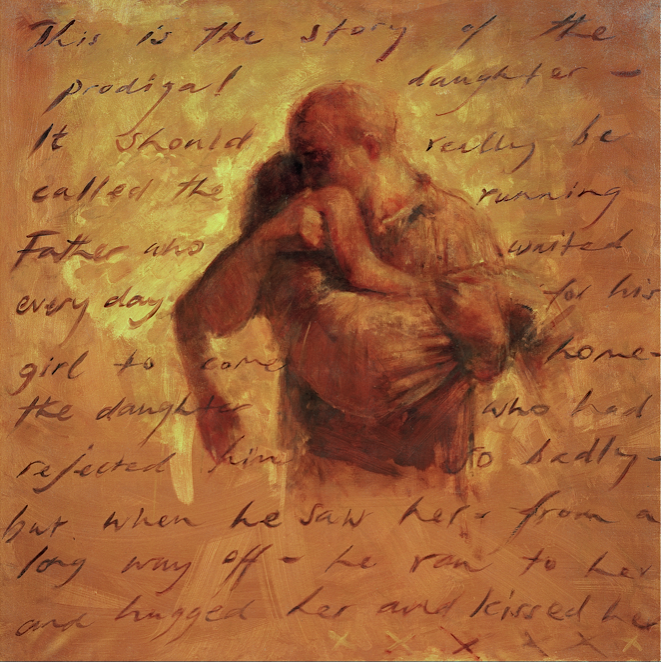 This is the story of the
prodigal daughter -
It should really be
called the running
Father who waited
every day for his
girl to come home-
the daughter who had
rejected him so badly-
but when he saw her - from a
long way off - he ran to her
and hugged her and kissed he
x x x x x x